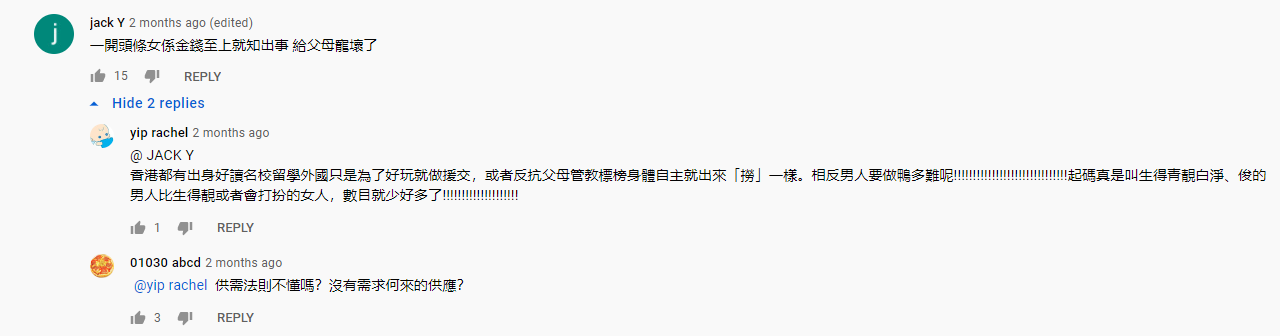 j
jack Y 2 months ago (edited)
一開頭條女係金錢至上就知出事 給父母寵壞了
15 REPLY
Hide 2 replies
yip rachel 2 months ago
@ JACK Y
香港都有出身好讀名校留學外國只是為了好玩就做援交，或者反抗父母管教標榜身體自主就出來「撈」一樣。相反男人要做鴨多難呢!!!!!!!!!!!!!!!!!!!!!!!!!!!!!!起碼真是叫生得靑靚白淨、俊的
男人比生得靚或者會打扮的女人，數目就少好多了!!!!!!!!!!!!!!!!!!!!
1 REPLY
01030 abcd 2 months ago
@yip rachel 供需法則不懂嗎？沒有需求何來的供應？
3 REPLY